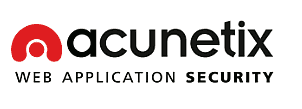 acunetix
WEB APPLICATION SECURITY